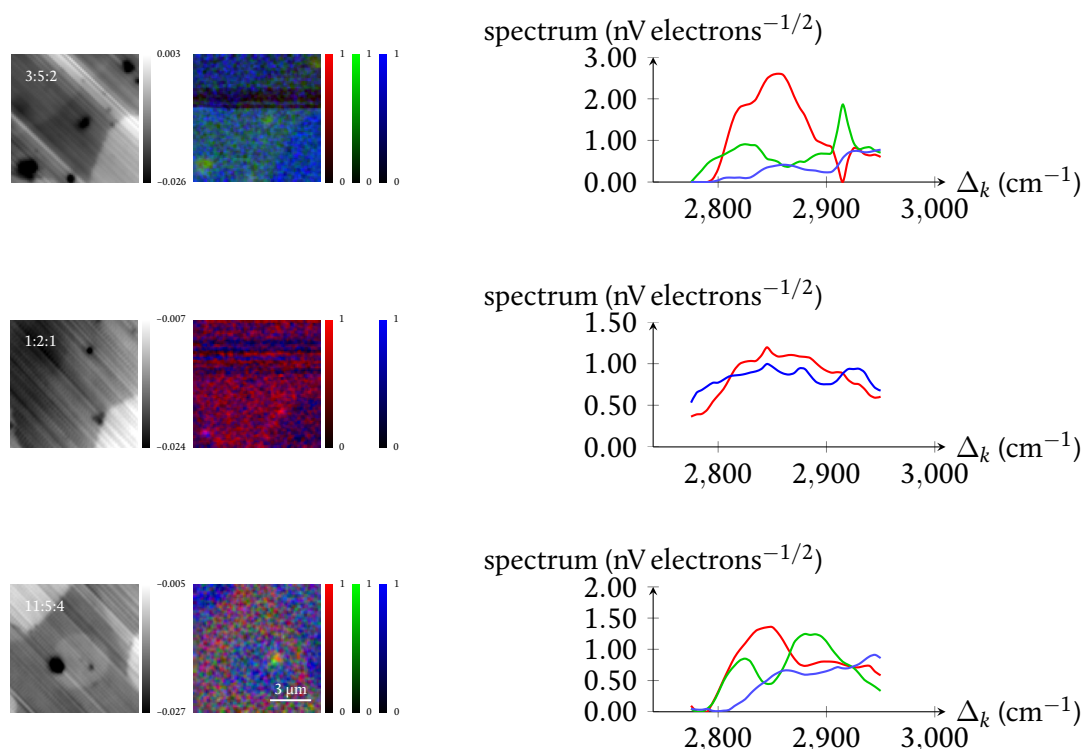 spectrum (nV electrons−1/2)
0.003
3:5:2
−0.026
1 1 1
0 0 0
3.00
2.00
1.00
0.00
2,800 2,900 3,000
Δk (cm−1)
spectrum (nV electrons−1/2)
−0.007
1:2:1
−0.024
1 1
0 0
1.50
1.00
0.50
0.00
2,800 2,900 3,000
Δk (cm−1)
spectrum (nV electrons−1/2)
−0.005
11:5:4
−0.027
3 µm
1 1 1
0 0 0
2.00
1.50
1.00
0.50
0.00
2,800 2,900 3,000
Δk (cm−1)